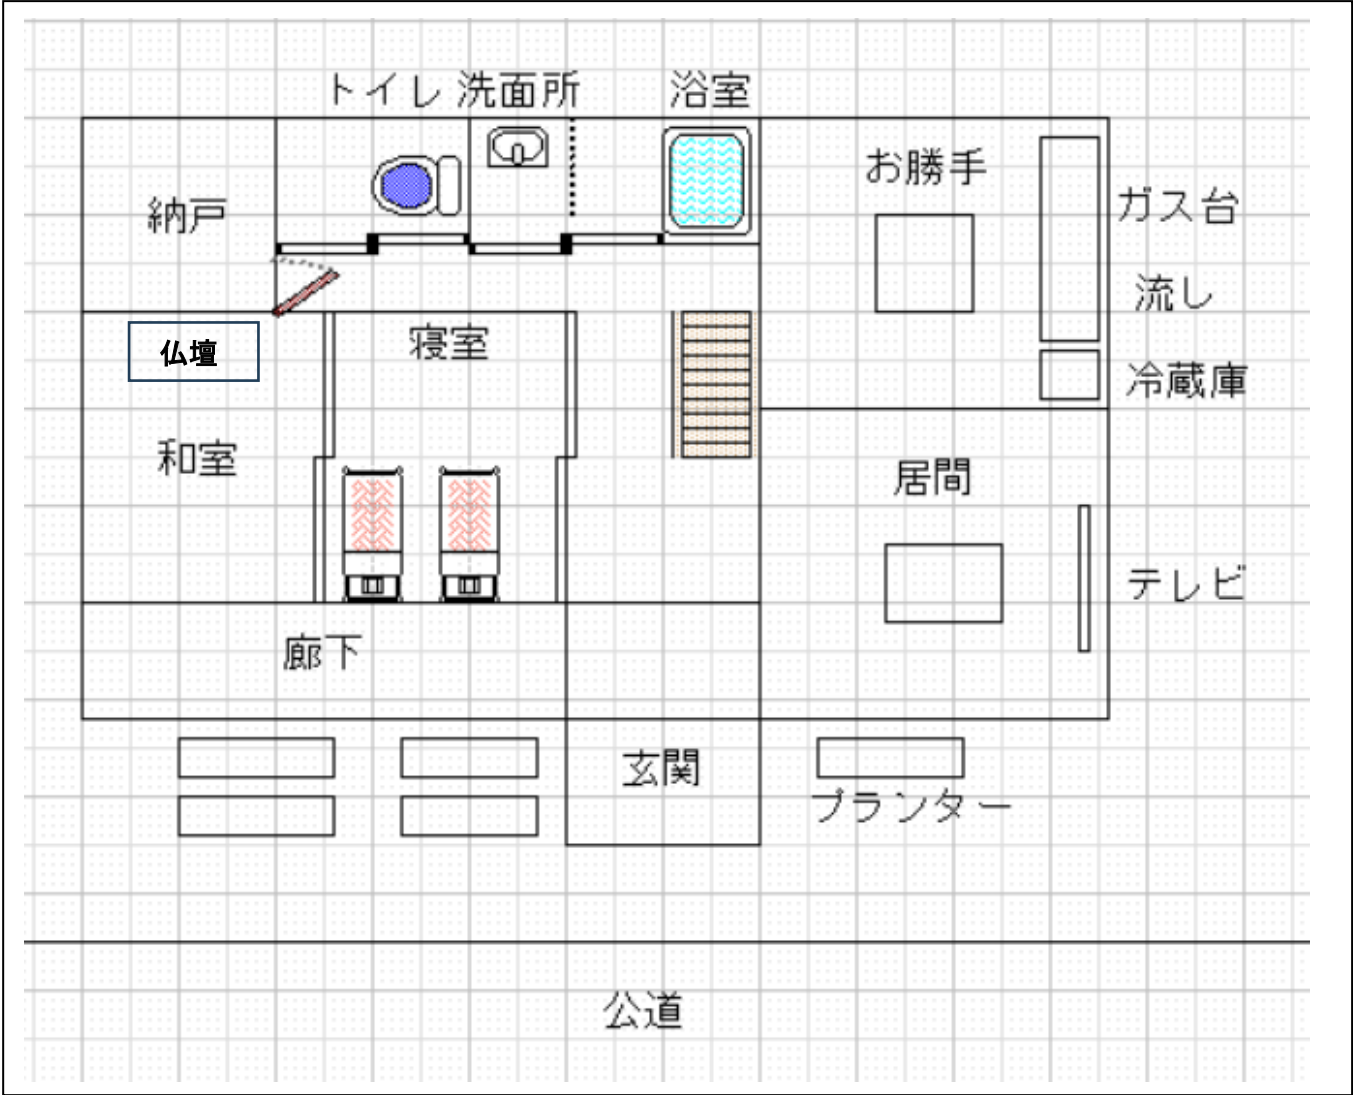 トイレ 洗面所 浴室
お勝手
納戸
ガス台
流し
仏壇
寝室
冷蔵庫
和室
居間
テレビ
廊下
玄関
プランター
公道